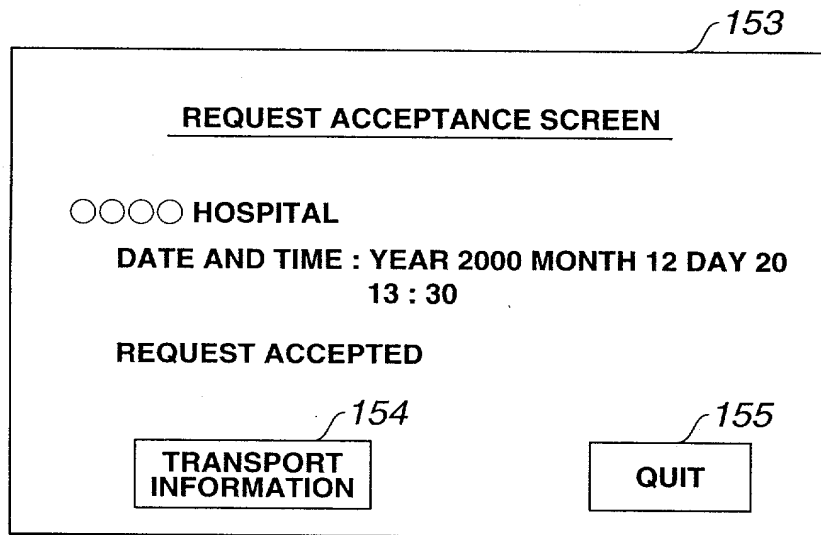 153
REQUEST ACCEPTANCE SCREEN
○○○○ HOSPITAL
DATE AND TIME : YEAR 2000 MONTH 12 DAY 20
13 : 30
REQUEST ACCEPTED
154
155
TRANSPORT
INFORMATION
QUIT